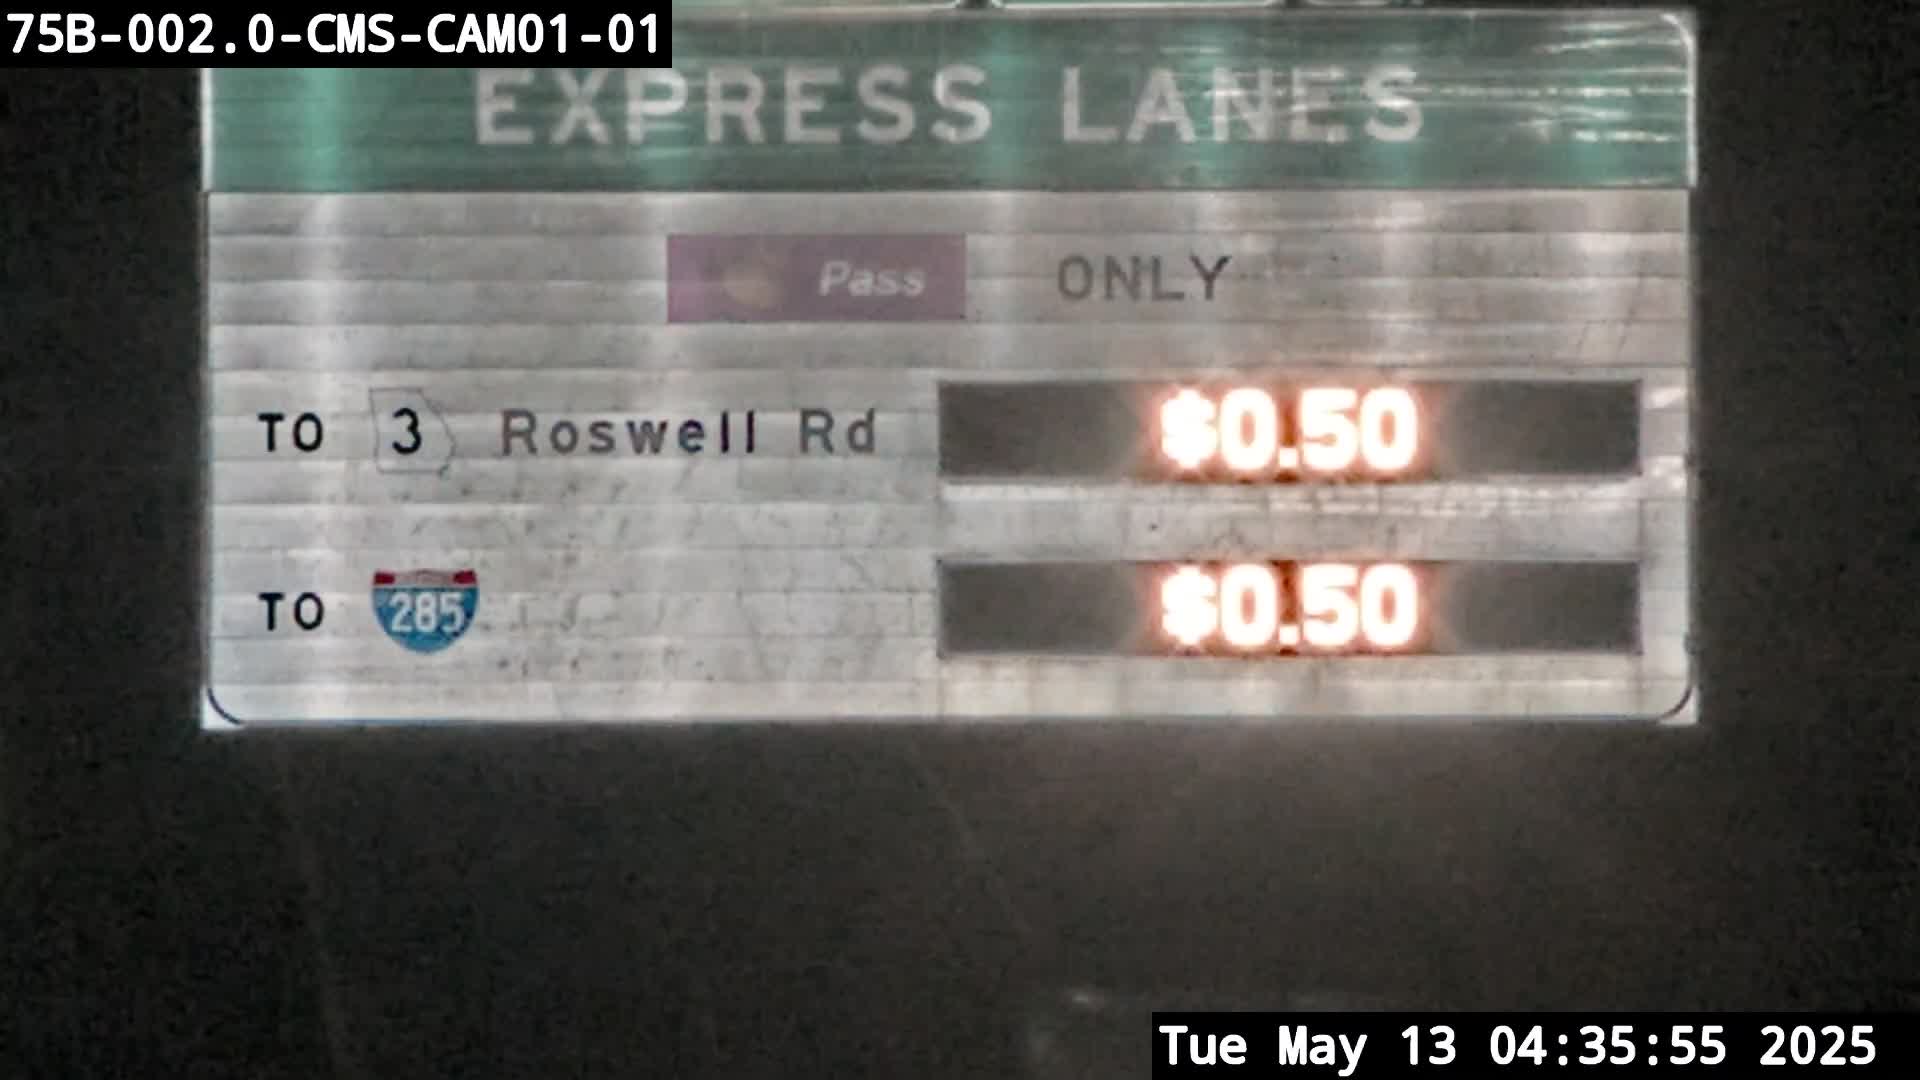 75B-002.0-CMS-CAM01-01
EXPRESS LANES
Pass ONLY
TO 3 Roswell Rd $0.50
TO 285 $0.50
Tue May 13 04:35:55 2025